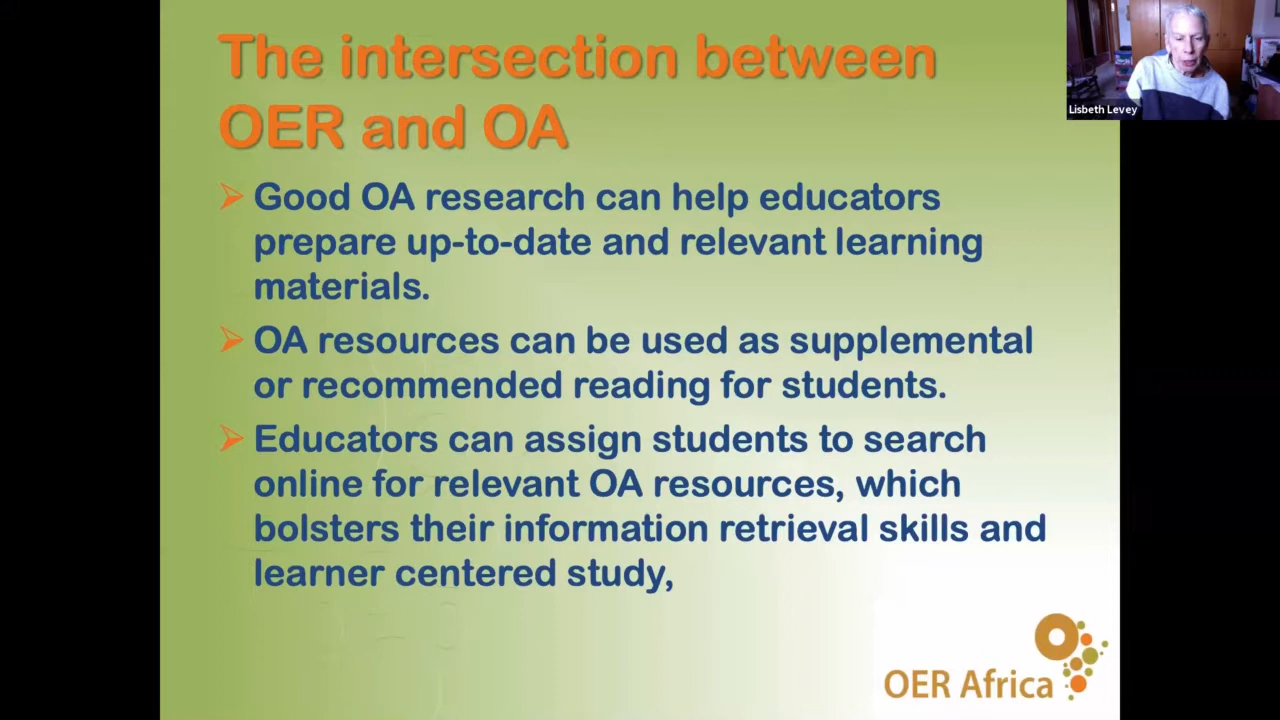 The intersection between
OER and OA
Good OA research can help educators
prepare up-to-date and relevant learning
materials.
OA resources can be used as supplemental
or recommended reading for students.
Educators can assign students to search
online for relevant OA resources, which
bolsters their information retrieval skills and
learner centered study,
OER Africa
Lisbeth Levey